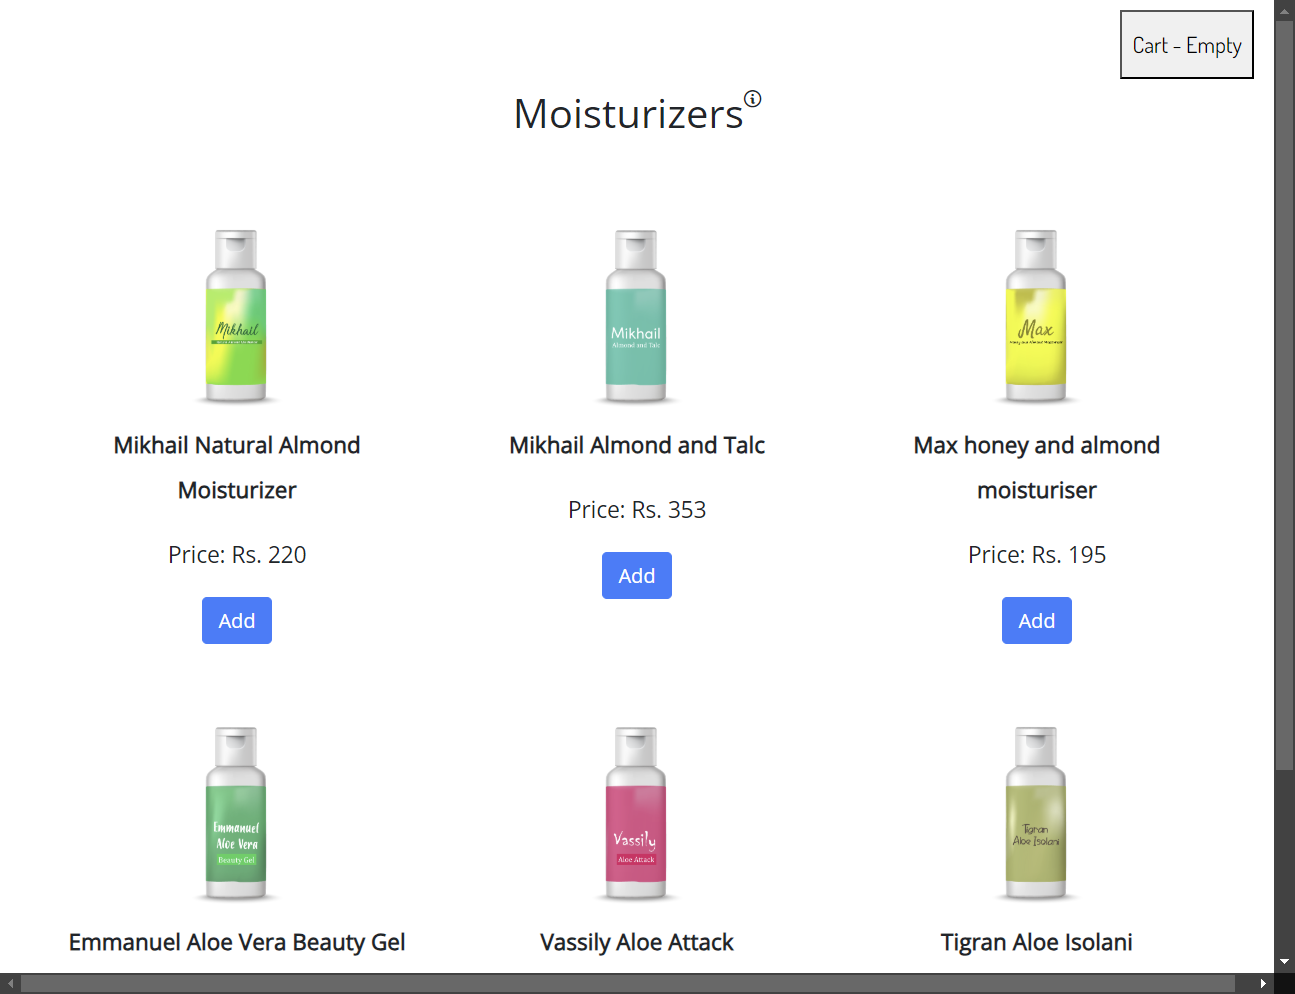 Cart - Empty
Moisturizers
Mikhail
Mikhail
Almond and Talc
Max
Mikhail Natural Almond
Moisturizer
Price: Rs. 220
Add
Mikhail Almond and Talc
Price: Rs. 353
Add
Max honey and almond
moisturiser
Price: Rs. 195
Add
Emmanuel
Aloe Vera
Beauty Gel
Vassily
Aloe Attack
Tigran
Aloe Isolani
Emmanuel Aloe Vera Beauty Gel
Vassily Aloe Attack
Tigran Aloe Isolani